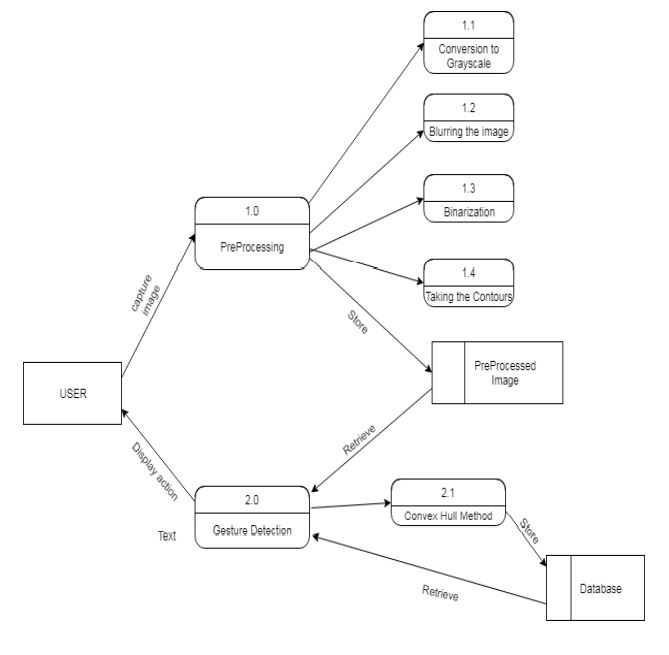 1.1
Conversion to
Grayscale
1.2
Blurring the image
1.3
Binarization
1.0
PreProcessing
1.4
Taking the Contours
capture
image
Store
PreProcessed
Image
USER
Retrieve
Display action
2.0
Gesture Detection
Text
2.1
Convex Hull Method
Store
Database
Retrieve